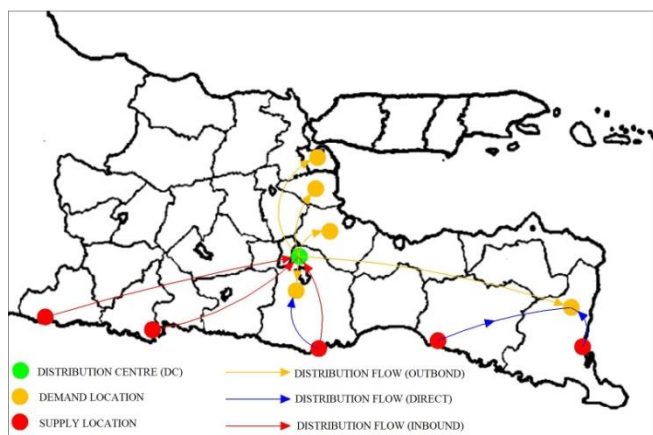 DISTRIBUTION CENTRE (DC)
DISTRIBUTION FLOW (OUTBOND)
DEMAND LOCATION
DISTRIBUTION FLOW (DIRECT)
SUPPLY LOCATION
DISTRIBUTION FLOW (INBOUND)